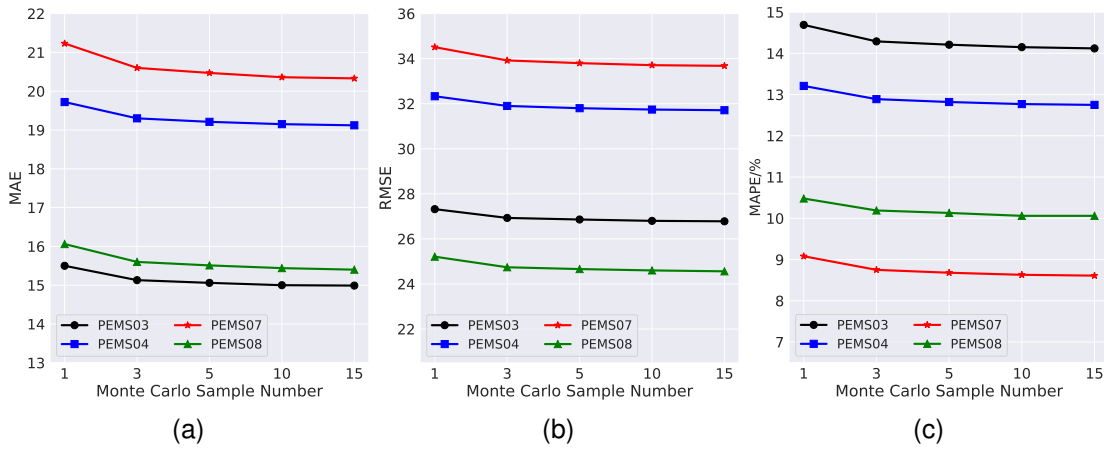 22
21
20
19
18
17
16
15
14
13
MAE
PEMS03
PEMS04
PEMS07
PEMS08
1 3 5 10 15
Monte Carlo Sample Number
(a)
36
34
32
30
28
26
24
22
RMSE
PEMS03
PEMS04
PEMS07
PEMS08
1 3 5 10 15
Monte Carlo Sample Number
(b)
15
14
13
12
11
10
9
8
7
MAPE/%
PEMS03
PEMS04
PEMS07
PEMS08
1 3 5 10 15
Monte Carlo Sample Number
(c)